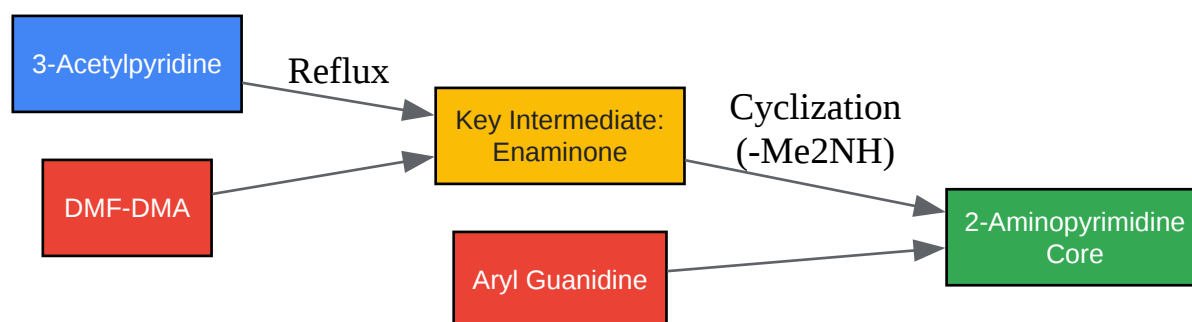 3-Acetylpyridine
Reflux
DMF-DMA
Key Intermediate:
Enaminone
Cyclization
(-Me2NH)
Aryl Guanidine
2-Aminopyrimidine
Core